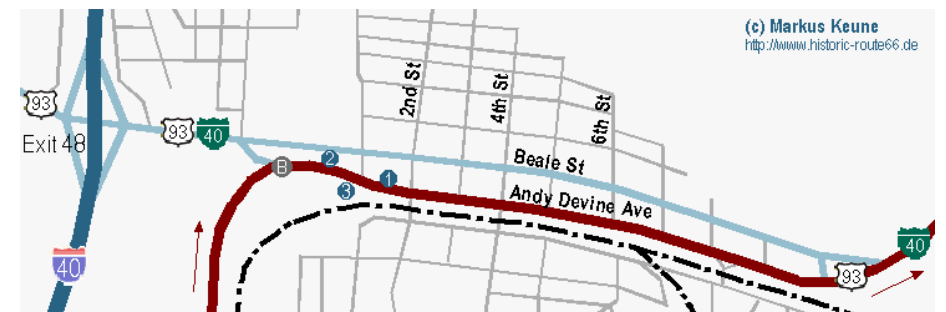 (c) Markus Keune
http://www.historic-route66.de
93
Exit 48
93
40
2nd St
4th St
6th St
Beale St
B
2
1
3
Andy Devine Ave
40
40
93